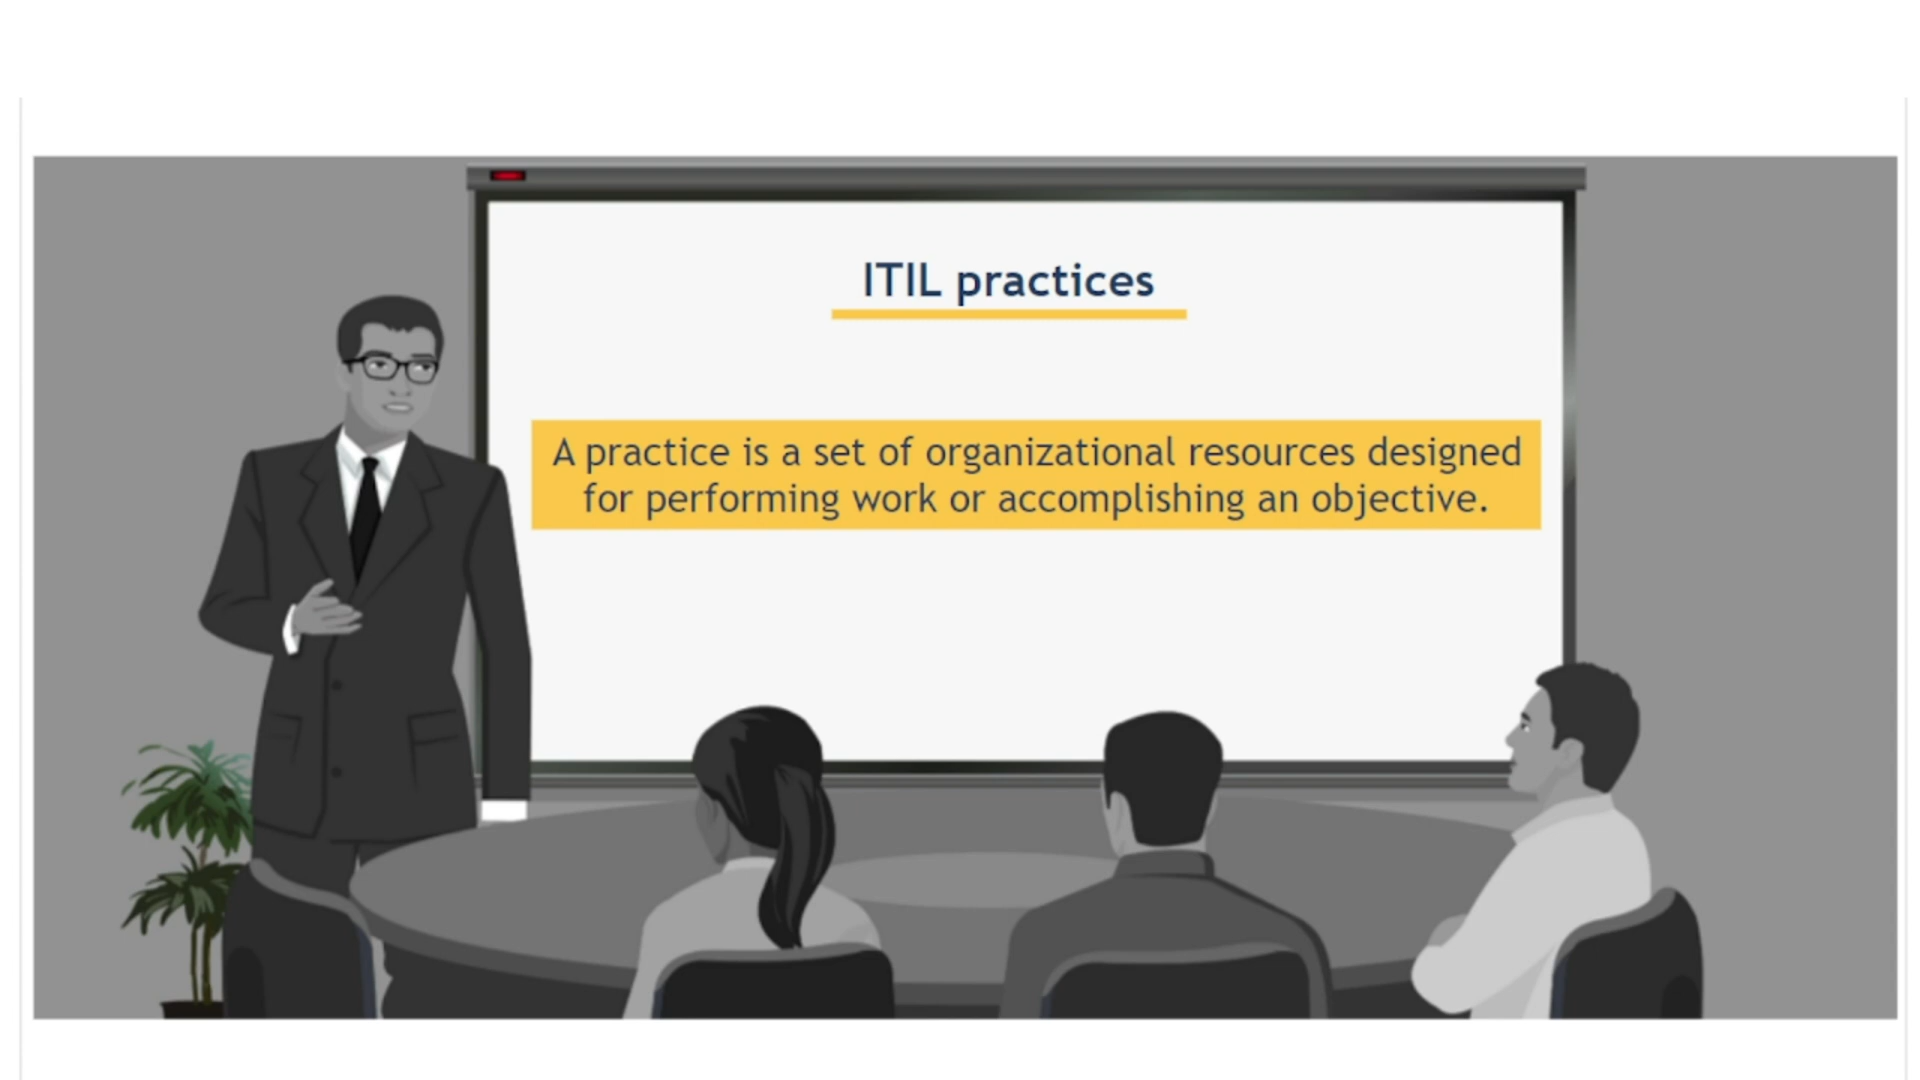 ITIL practices
A practice is a set of organizational resources designed
for performing work or accomplishing an objective.